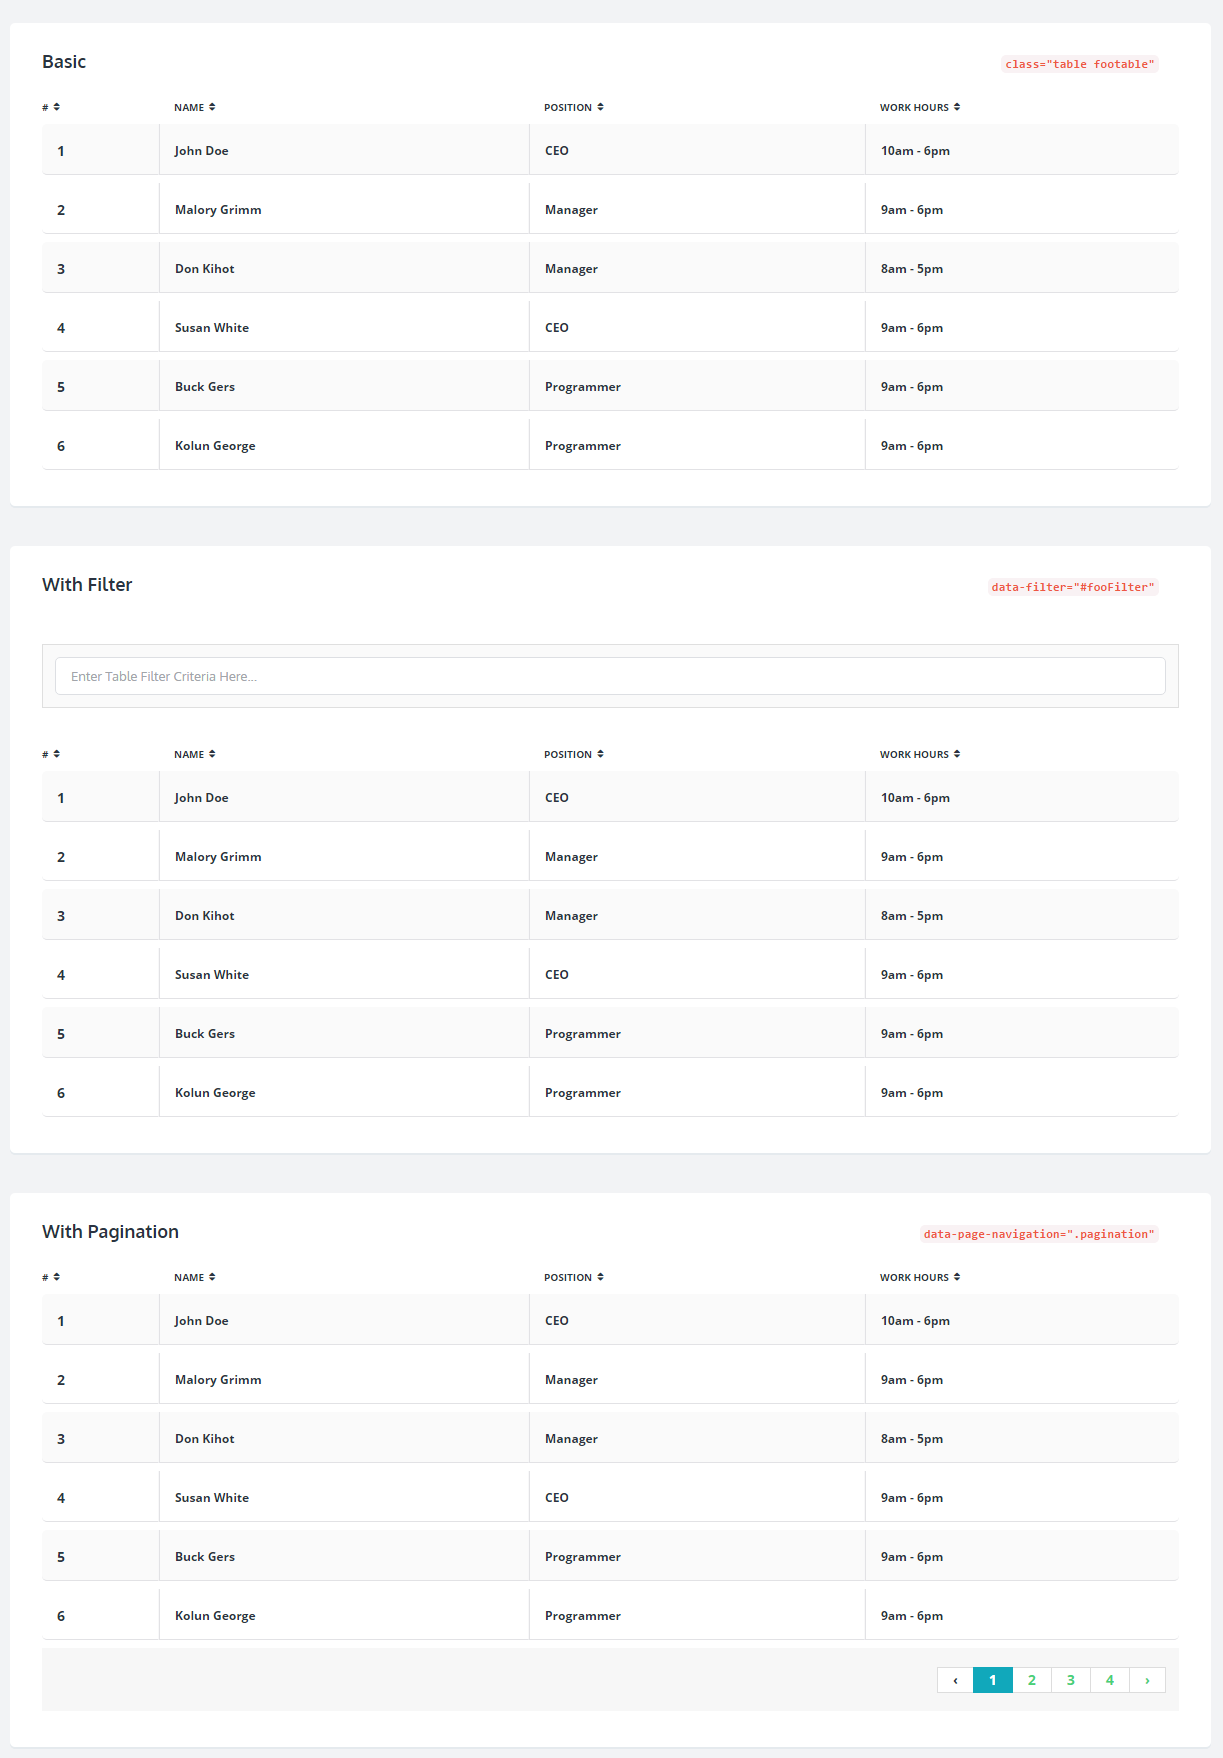 Basic
class="table footable"
# NAME POSITION WORK HOURS
1 John Doe CEO 10am - 6pm
2 Malory Grimm Manager 9am - 6pm
3 Don Kihot Manager 8am - 5pm
4 Susan White CEO 9am - 6pm
5 Buck Gers Programmer 9am - 6pm
6 Kolun George Programmer 9am - 6pm
With Filter
data-filter="#fooFilter"
Enter Table Filter Criteria Here...
# NAME POSITION WORK HOURS
1 John Doe CEO 10am - 6pm
2 Malory Grimm Manager 9am - 6pm
3 Don Kihot Manager 8am - 5pm
4 Susan White CEO 9am - 6pm
5 Buck Gers Programmer 9am - 6pm
6 Kolun George Programmer 9am - 6pm
With Pagination
data-page-navigation=".pagination"
# NAME POSITION WORK HOURS
1 John Doe CEO 10am - 6pm
2 Malory Grimm Manager 9am - 6pm
3 Don Kihot Manager 8am - 5pm
4 Susan White CEO 9am - 6pm
5 Buck Gers Programmer 9am - 6pm
6 Kolun George Programmer 9am - 6pm
‹ 1 2 3 4 ›